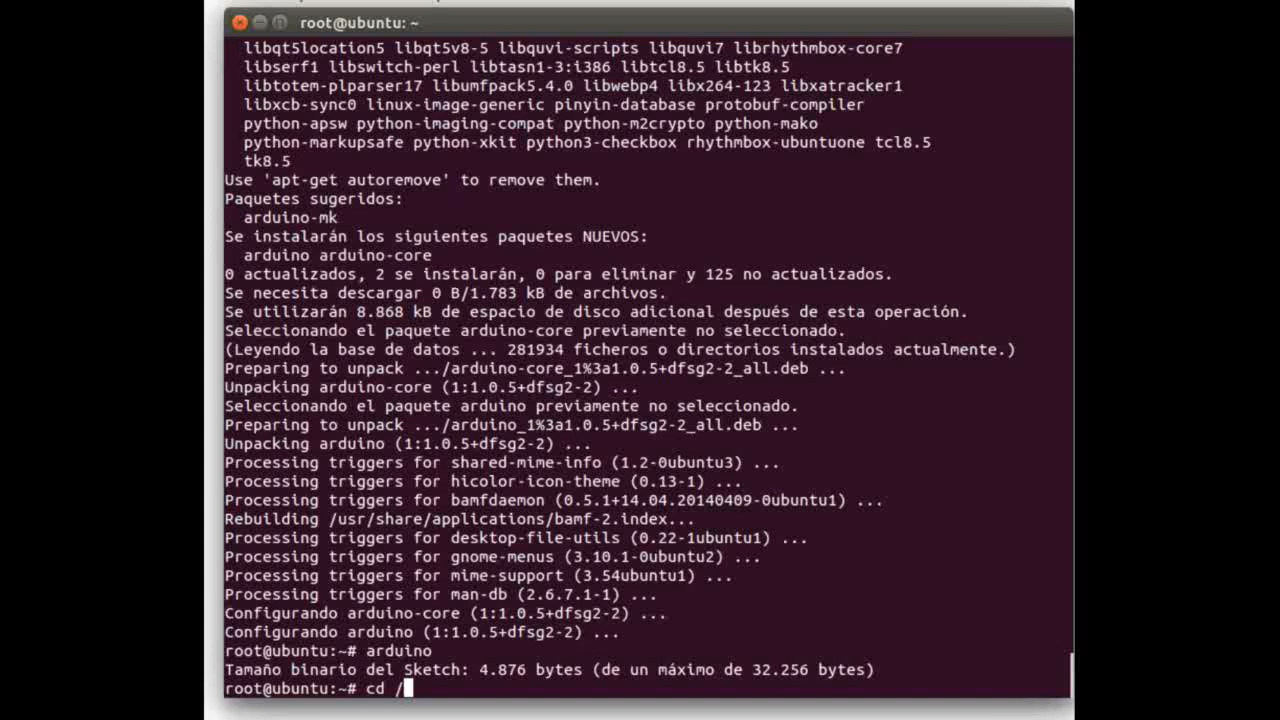 root@ubuntu: ~
libqt5location5 libqt5v8-5 libquvi-scripts libquvi7 librhythmbox-core7
libserf1 libswitch-perl libtasn1-3:i386 libtcl8.5 libtk8.5
libtotem-plparser17 libumfpack5.4.0 libwebp4 libx264-123 libxatracker1
libxcb-sync0 linux-image-generic pinyin-database protobuf-compiler
python-apsw python-imaging-compat python-m2crypto python-mako
python-markupsafe python-xkit python3-checkbox rhythmbox-ubuntuone tcl8.5
tk8.5
Use 'apt-get autoremove' to remove them.
Paquetes sugeridos:
arduino-mk
Se instalarán los siguientes paquetes NUEVOS:
arduino arduino-core
0 actualizados, 2 se instalarán, 0 para eliminar y 125 no actualizados.
Se necesita descargar 0 B/1.783 kB de archivos.
Se utilizarán 8.868 kB de espacio de disco adicional después de esta operación.
Seleccionando el paquete arduino-core previamente no seleccionado.
(Leyendo la base de datos ... 281934 ficheros o directorios instalados actualmente.)
Preparing to unpack .../arduino-core_1%3a1.0.5+dfsg2-2_all.deb ...
Unpacking arduino-core (1:1.0.5+dfsg2-2) ...
Seleccionando el paquete arduino previamente no seleccionado.
Preparing to unpack .../arduino_1%3a1.0.5+dfsg2-2_all.deb ...
Unpacking arduino (1:1.0.5+dfsg2-2) ...
Processing triggers for shared-mime-info (1.2-0ubuntu3) ...
Processing triggers for hicolor-icon-theme (0.13-1) ...
Processing triggers for bamfdaemon (0.5.1+14.04.20140409-0ubuntu1) ...
Rebuilding /usr/share/applications/bamf-2.index...
Processing triggers for desktop-file-utils (0.22-1ubuntu1) ...
Processing triggers for gnome-menus (3.10.1-0ubuntu2) ...
Processing triggers for mime-support (3.54ubuntu1) ...
Processing triggers for man-db (2.6.7.1-1) ...
Configurando arduino-core (1:1.0.5+dfsg2-2) ...
Configurando arduino (1:1.0.5+dfsg2-2) ...
root@ubuntu:~# arduino
Tamaño binario del Sketch: 4.876 bytes (de un máximo de 32.256 bytes)
root@ubuntu:~# cd /